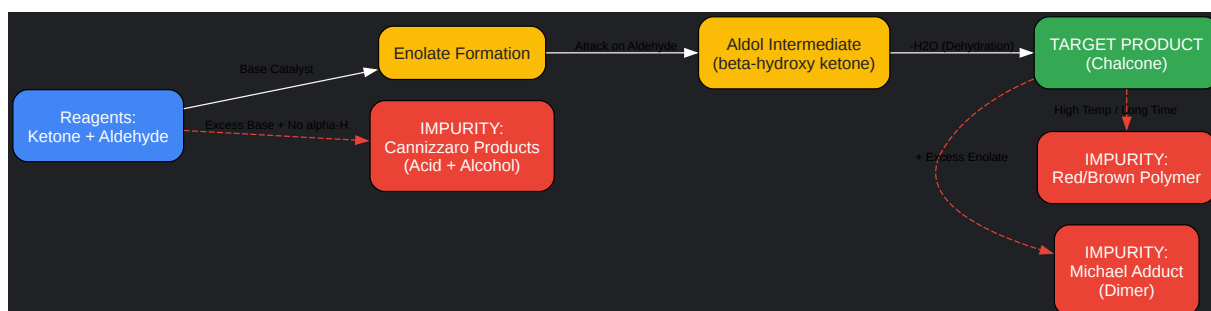 Reagents:
Ketone + Aldehyde
Base Catalyst
Excess Base + No alpha-H
Enolate Formation
IMPURITY:
Cannizzaro Products
(Acid + Alcohol)
Attack on Aldehyde
Aldol Intermediate
(beta-hydroxy ketone)
-H2O (Dehydration)
TARGET PRODUCT
(Chalcone)
High Temp / Long Time
+ Excess Enolate
IMPURITY:
Red/Brown Polymer
IMPURITY:
Michael Adduct
(Dimer)